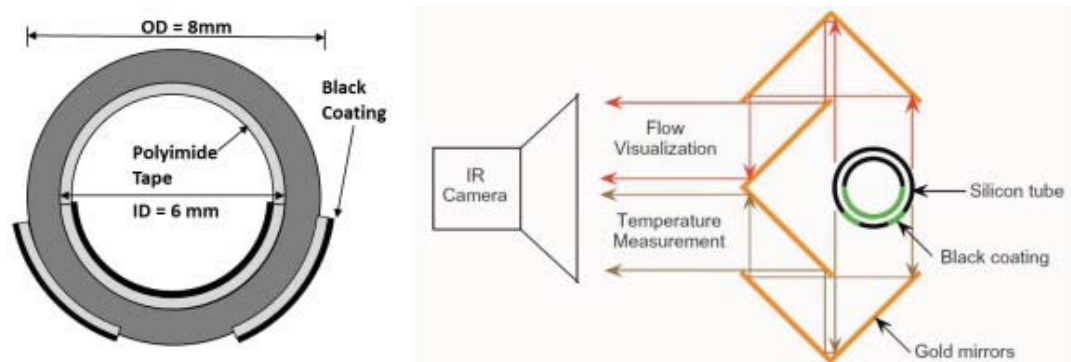 OD = 8mm
Black
Coating
Polyimide
Tape
ID = 6 mm
IR
Camera
Flow
Visualization
Temperature
Measurement
Silicon tube
Black coating
Gold mirrors